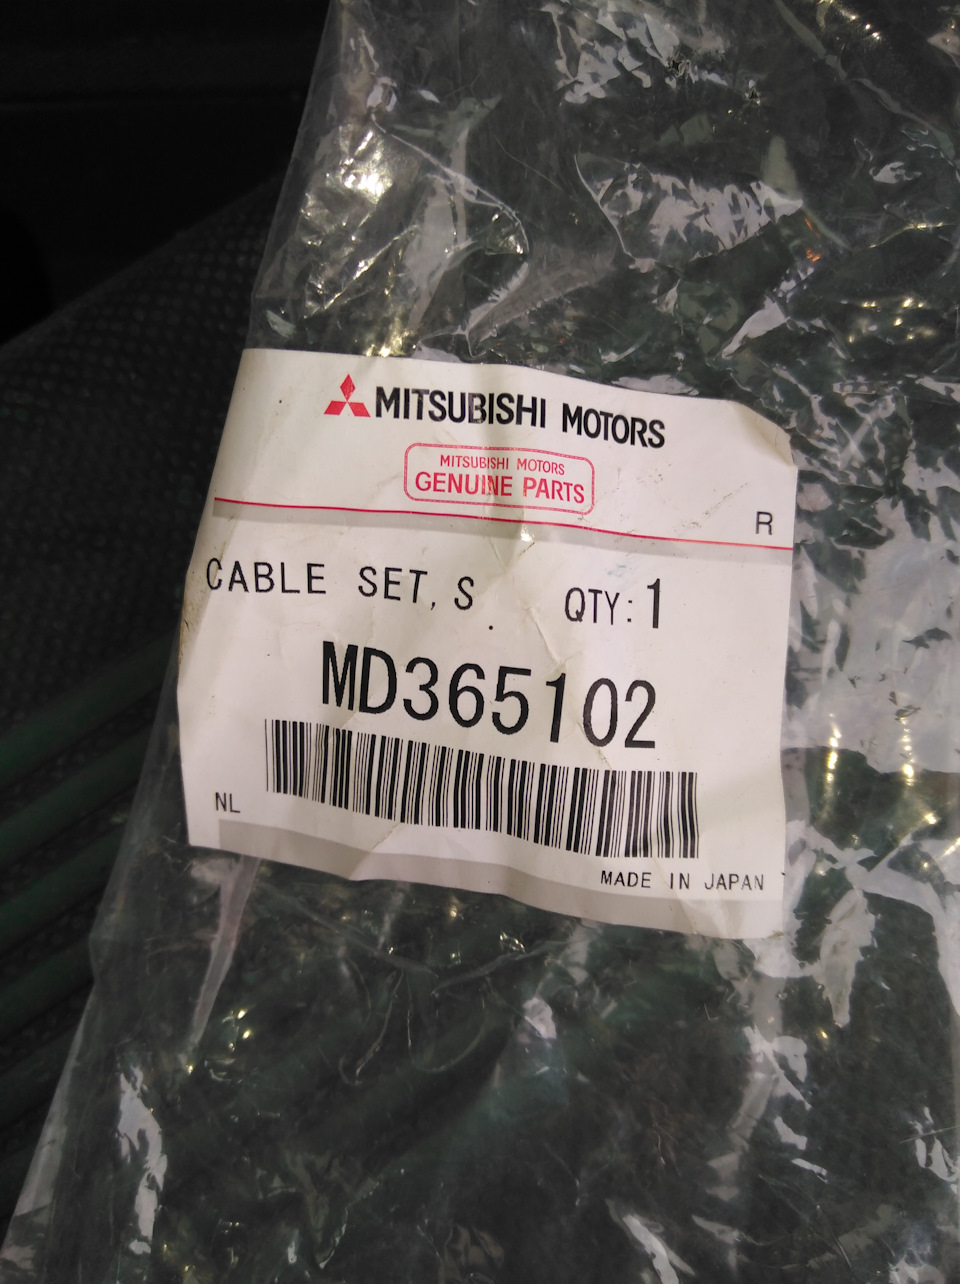 MITSUBISHI MOTORS
MITSUBISHI MOTORS
GENUINE PARTS
R
CABLE SET, S QTY: 1
MD365102
NL
MADE IN JAPAN